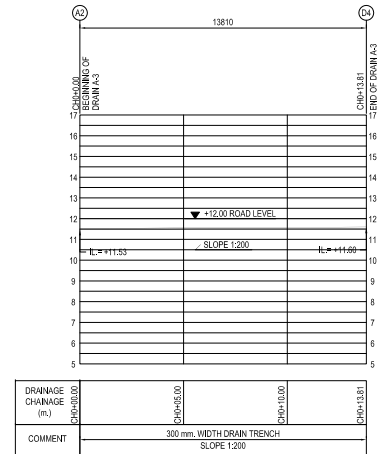 A2
D4
13810
CH0+0.00
BEGINNING OF
DRAIN A-3
CH0+13.81
END OF DRAIN A-3
17
17
16
16
15
15
14
14
13
13
12
+12.00 ROAD LEVEL
12
11
11
IL.= +11.53
SLOPE 1:200
IL.= +11.60
10
10
9
9
8
8
7
7
6
6
5
5
DRAINAGE
CHAINAGE
(m.)
CH0+00.00
CH0+05.00
CH0+10.00
CH0+13.81
COMMENT
300 mm. WIDTH DRAIN TRENCH
SLOPE 1:200